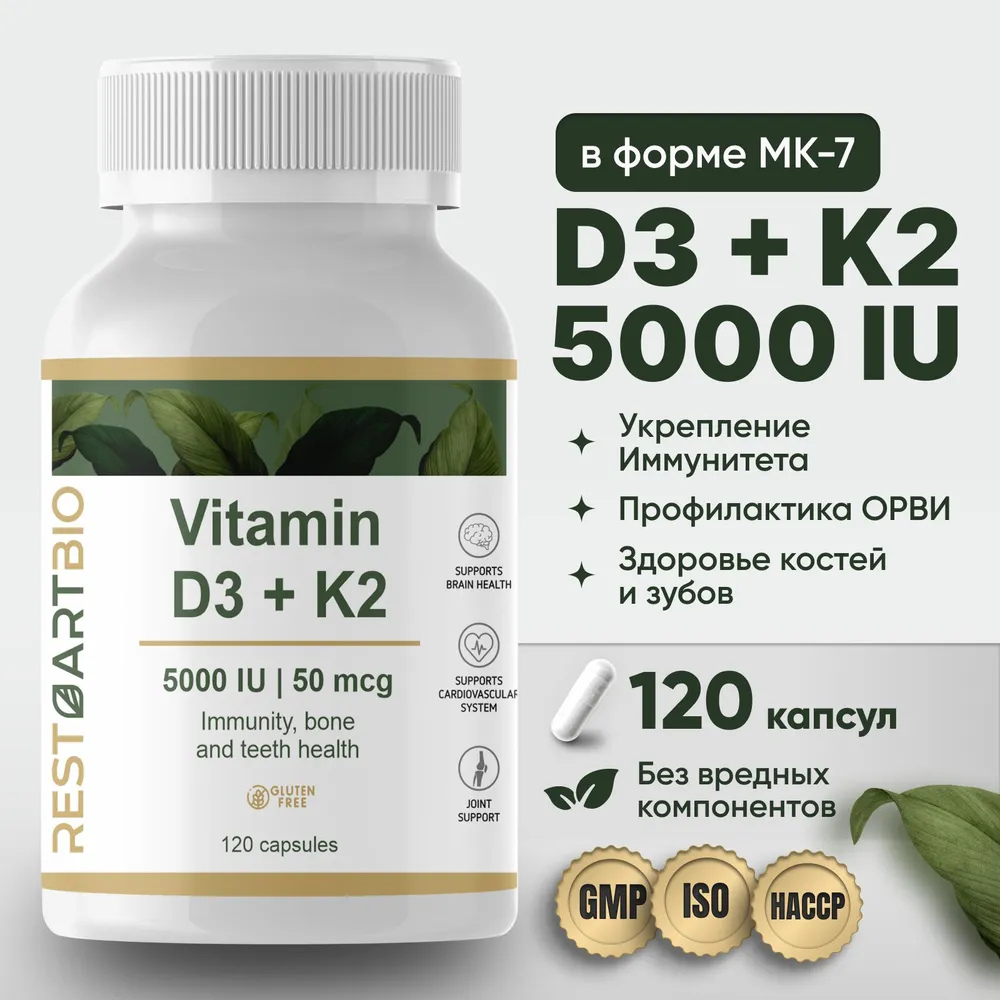 RESTARTBIO
Vitamin
D3 + K2
5000 IU | 50 mcg
Immunity, bone
and teeth health
GLUTEN
FREE
120 capsules
SUPPORTS
BRAIN HEALTH
SUPPORTS
CARDIOVASCULAR
SYSTEM
JOINT
SUPPORT
в форме МК-7
D3 + K2
5000 IU
Укрепление
Иммунитета
Профилактика ОРВИ
Здоровье костей
и зубов
120 капсул
Без вредных
компонентов
GMP
ISO
HACCP